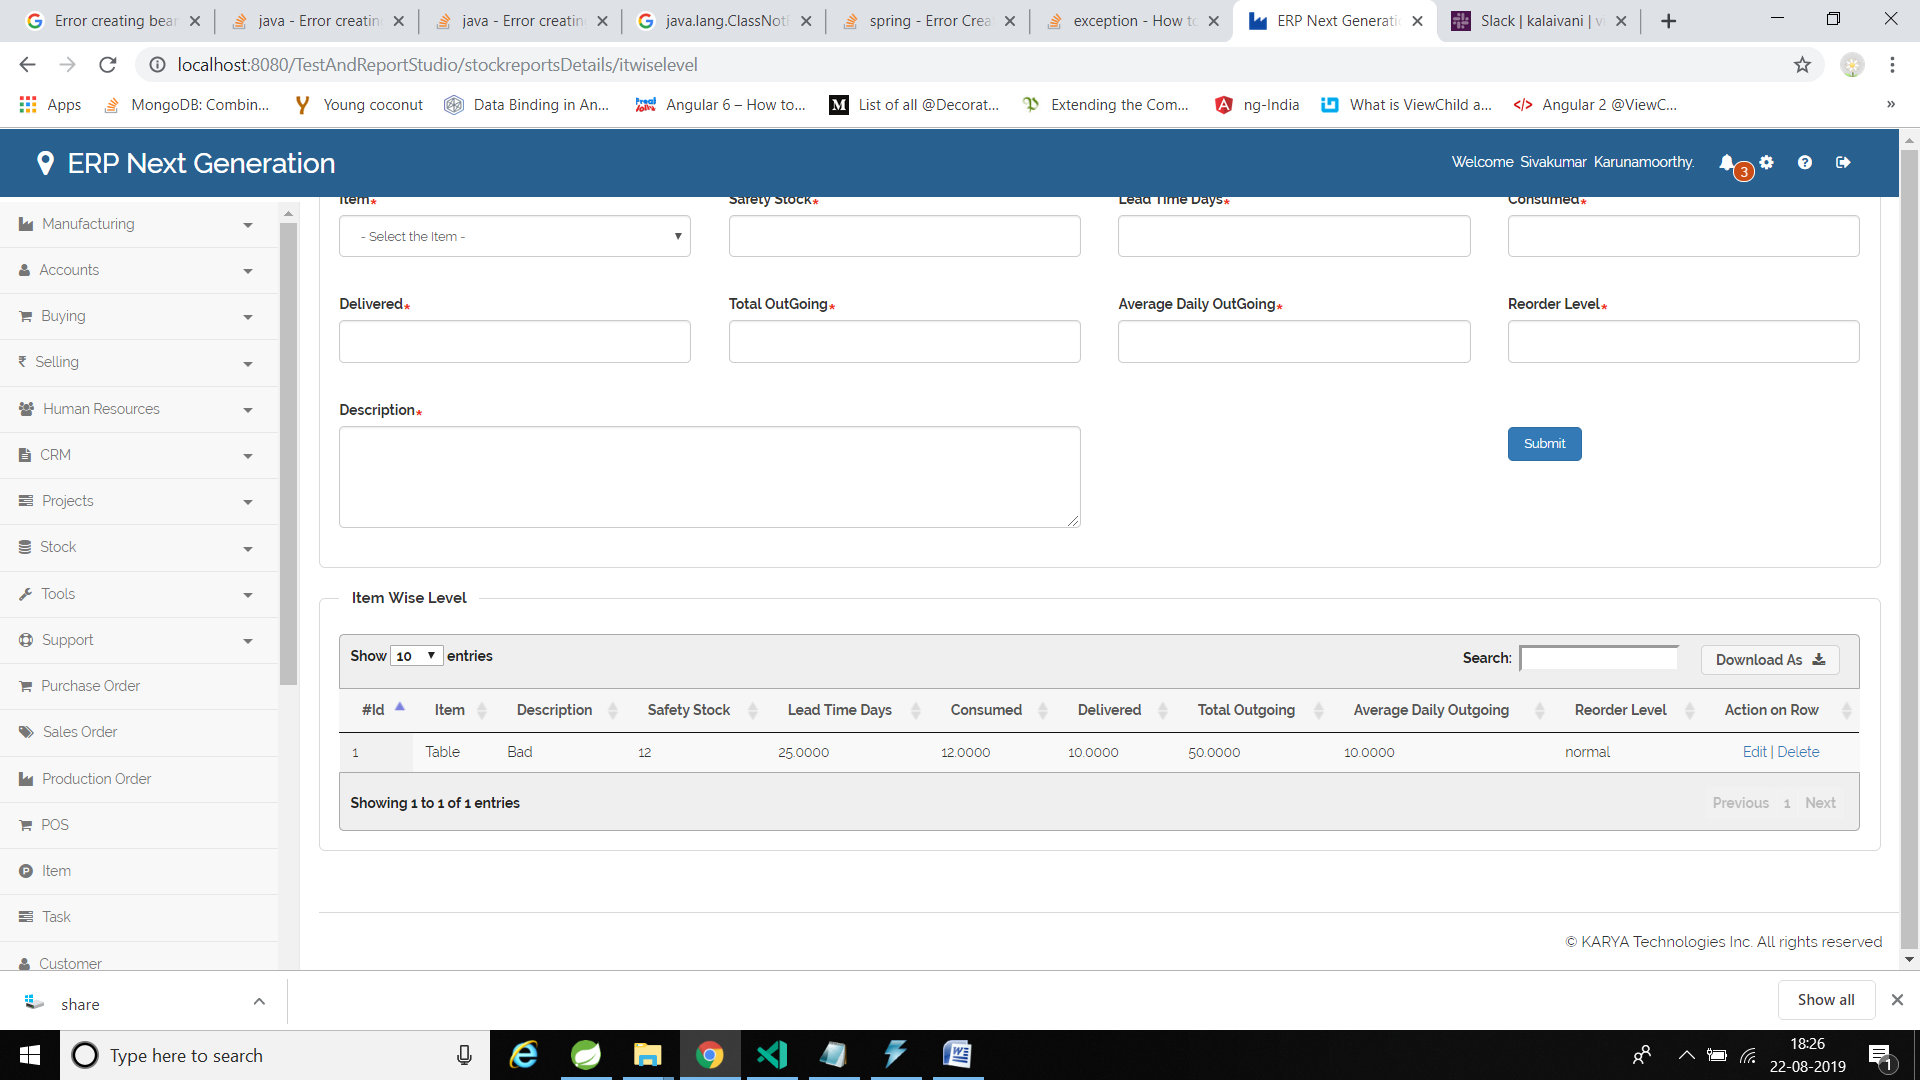 Error creating bear
java - Error creatin
java - Error creatin
java.lang.ClassNotF
spring - Error Crea
exception - How to
ERP Next Generatio
Slack | kalaivani | v
localhost:8080/TestAndReportStudio/stockreportsDetails/itwiselevel
Apps
MongoDB: Combin...
Young coconut
Data Binding in An...
Angular 6 – How to...
List of all @Decorat...
Extending the Com...
ng-India
What is ViewChild a...
Angular 2 @ViewC...
»
ERP Next Generation
Welcome Sivakumar Karunamoorthy.
3
Manufacturing
Accounts
Buying
Selling
Human Resources
CRM
Projects
Stock
Tools
Support
Purchase Order
Sales Order
Production Order
POS
Item
Task
Customer
Item* Safety Stock* Lead Time Days* Consumed*
- Select the Item -
Delivered* Total OutGoing* Average Daily OutGoing* Reorder Level*
Description*
Submit
Item Wise Level
Show 10 entries
Search:
Download As
#Id Item Description Safety Stock Lead Time Days Consumed Delivered Total Outgoing Average Daily Outgoing Reorder Level Action on Row
1 Table Bad 12 25.0000 12.0000 10.0000 50.0000 10.0000 normal Edit | Delete
Showing 1 to 1 of 1 entries
Previous 1 Next
© KARYA Technologies Inc. All rights reserved
share
Show all
Type here to search
18:26
22-08-2019
1